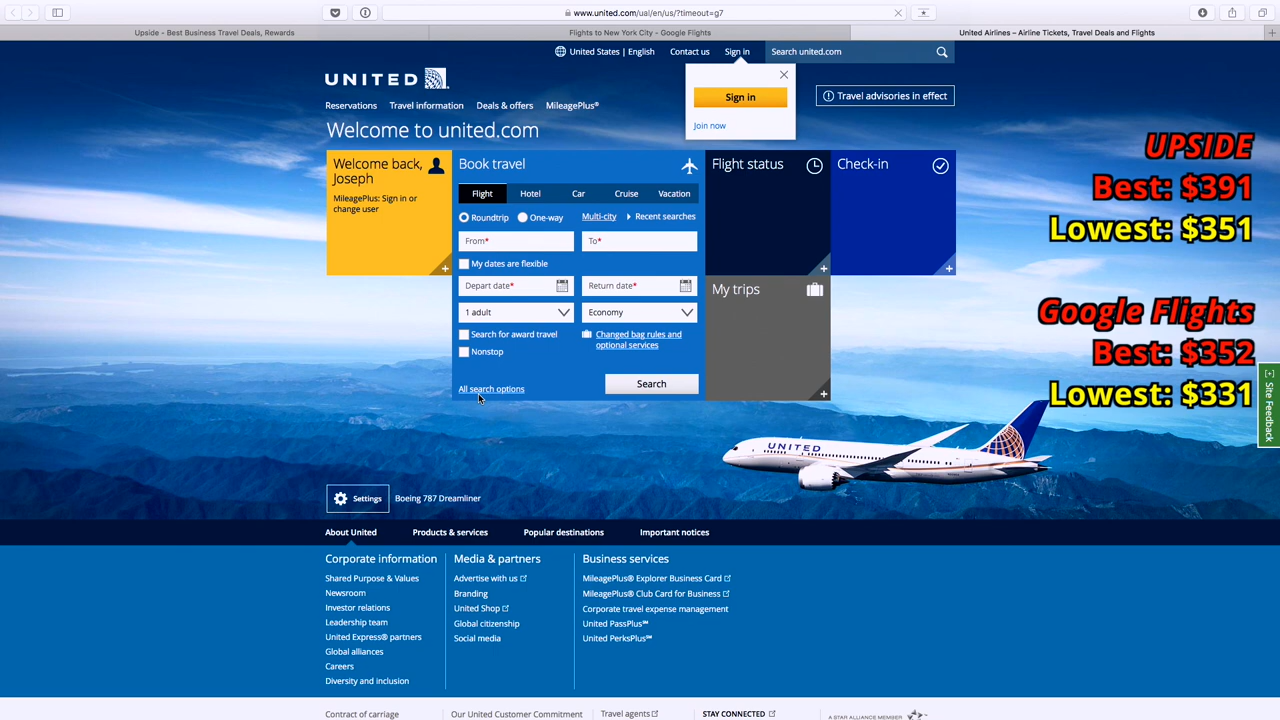 www.united.com/ual/en/us/?timeout=g7
Upside - Best Business Travel Deals, Rewards
Flights to New York City - Google Flights
United Airlines – Airline Tickets, Travel Deals and Flights
United States | English
Contact us
Sign in
Search united.com
UNITED
Sign in
Join now
Travel advisories in effect
Reservations
Travel information
Deals & offers
MileagePlus®
Welcome to united.com
Welcome back,
Joseph
MileagePlus: Sign in or
change user
Book travel
Flight
Hotel
Car
Cruise
Vacation
Roundtrip
One-way
Multi-city
Recent searches
From*
To*
My dates are flexible
Depart date*
Return date*
1 adult
Economy
Search for award travel
Changed bag rules and
optional services
Nonstop
All search options
Search
Flight status
Check-in
My trips
UPSIDE
Best: $391
Lowest: $351
Google Flights
Best: $352
Lowest: $331
[+] Site Feedback
UNITED
Settings
Boeing 787 Dreamliner
About United
Products & services
Popular destinations
Important notices
Corporate information
Shared Purpose & Values
Newsroom
Investor relations
Leadership team
United Express® partners
Global alliances
Careers
Diversity and inclusion
Media & partners
Advertise with us
Branding
United Shop
Global citizenship
Social media
Business services
MileagePlus® Explorer Business Card
MileagePlus® Club Card for Business
Corporate travel expense management
United PassPlus℠
United PerksPlus℠
Contract of carriage
Our United Customer Commitment
Travel agents
STAY CONNECTED
A STAR ALLIANCE MEMBER